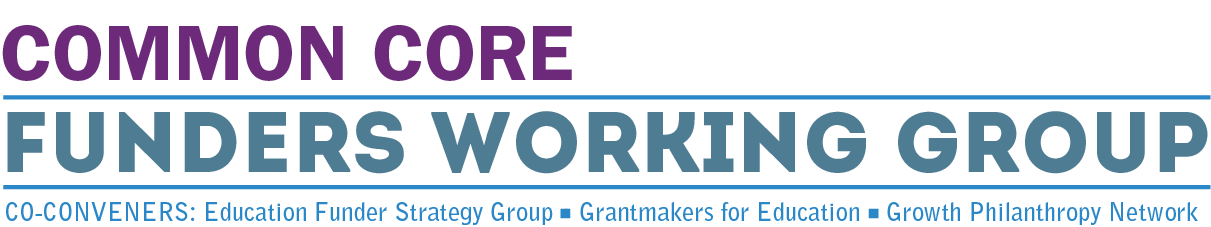 COMMON CORE
FUNDERS WORKING GROUP
CO-CONVENERS: Education Funder Strategy Group ■ Grantmakers for Education ■ Growth Philanthropy Network